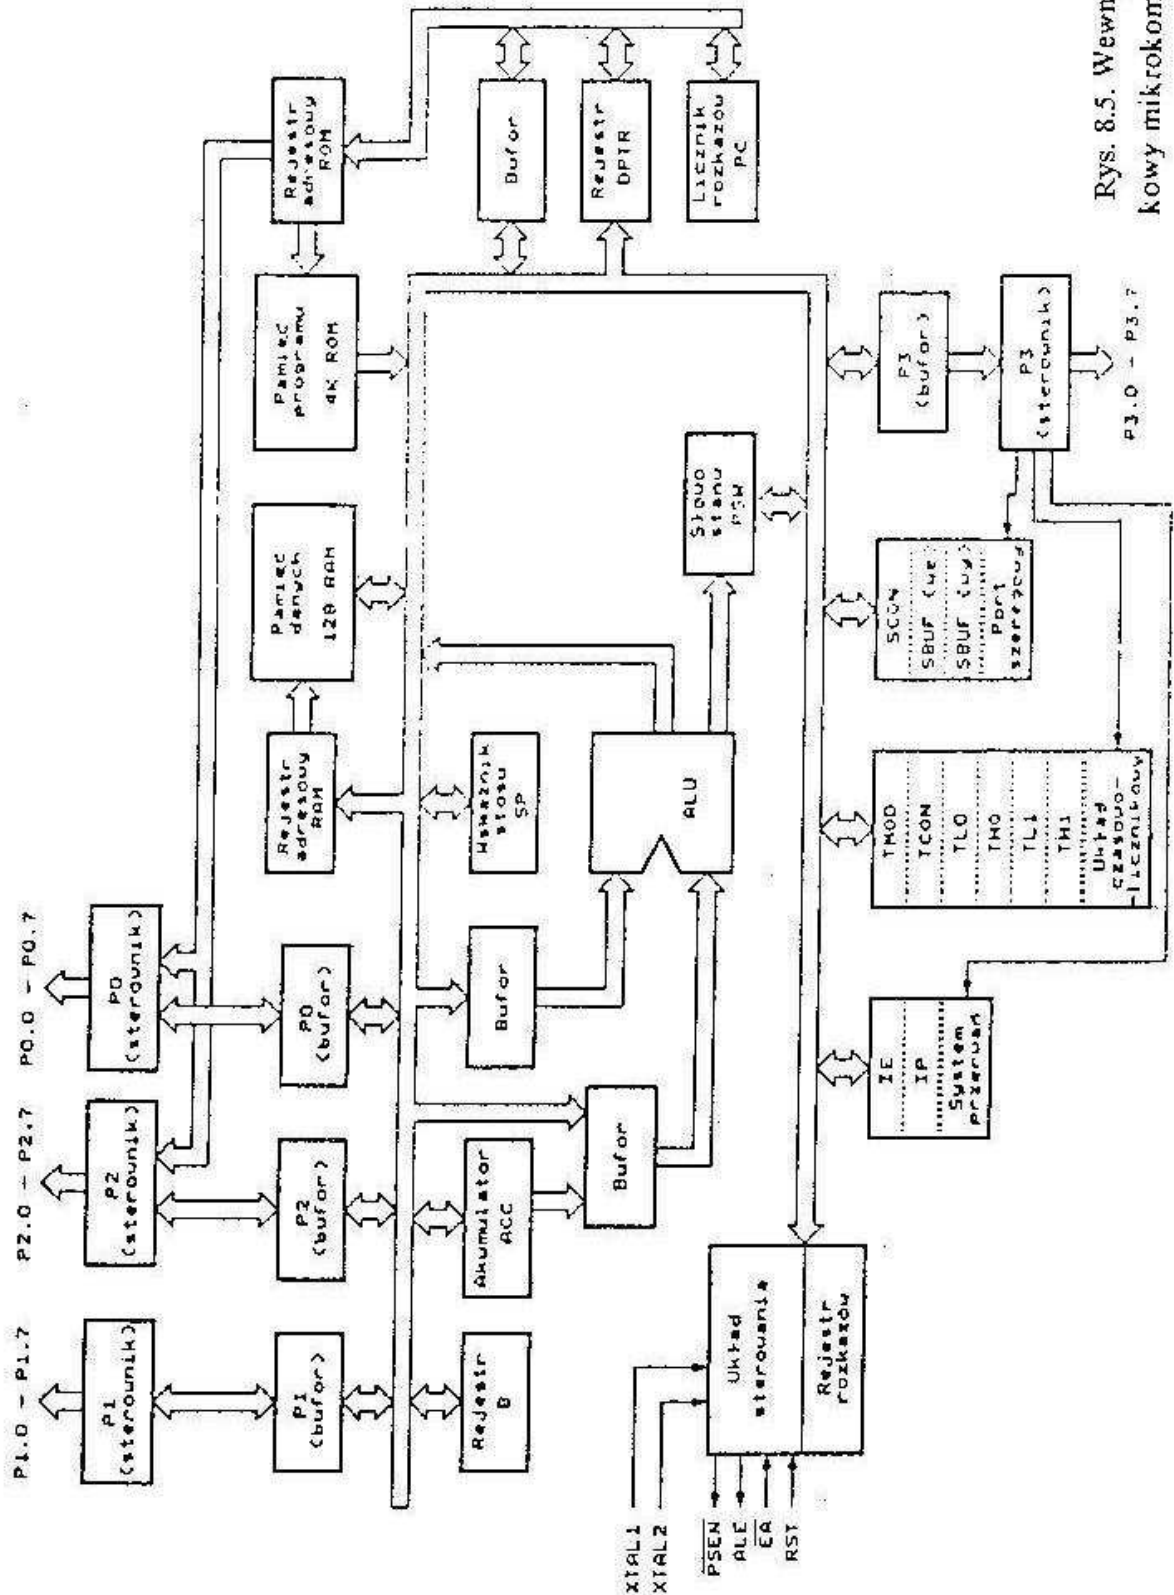 P1.0 - P1.7
P2.0 - P2.7
P0.0 - P0.7
P1
(sterownik)
P2
(sterownik)
P0
(sterownik)
P1
(bufor)
P2
(bufor)
P0
(bufor)
Rejestr
adresowy
RAM
Pamięć
danych
128 RAM
Pamięć
programu
4K ROM
Rejestr
adresowy
ROM
Rejestr
B
Akumulator
ACC
Bufor
Wskaźnik
stosu
SP
Bufor
Bufor
ALU
Rejestr
DPTR
Słowo
stanu
PSW
Licznik
rozkazów
PC
XTAL1
XTAL2
PSEN
ALE
EA
RST
Układ
sterowania
Rejestr
rozkazów
IE
IP
System
przerwań
TMOD
TCON
TL0
TH0
TL1
TH1
Układ
czasowo-
licznikowy
SCON
SBUF (we)
SBUF (wy)
Port
szeregowy
P3
(bufor)
P3
(sterownik)
P3.0 - P3.7
Rys. 8.5. Wewn
kowy mikrokom